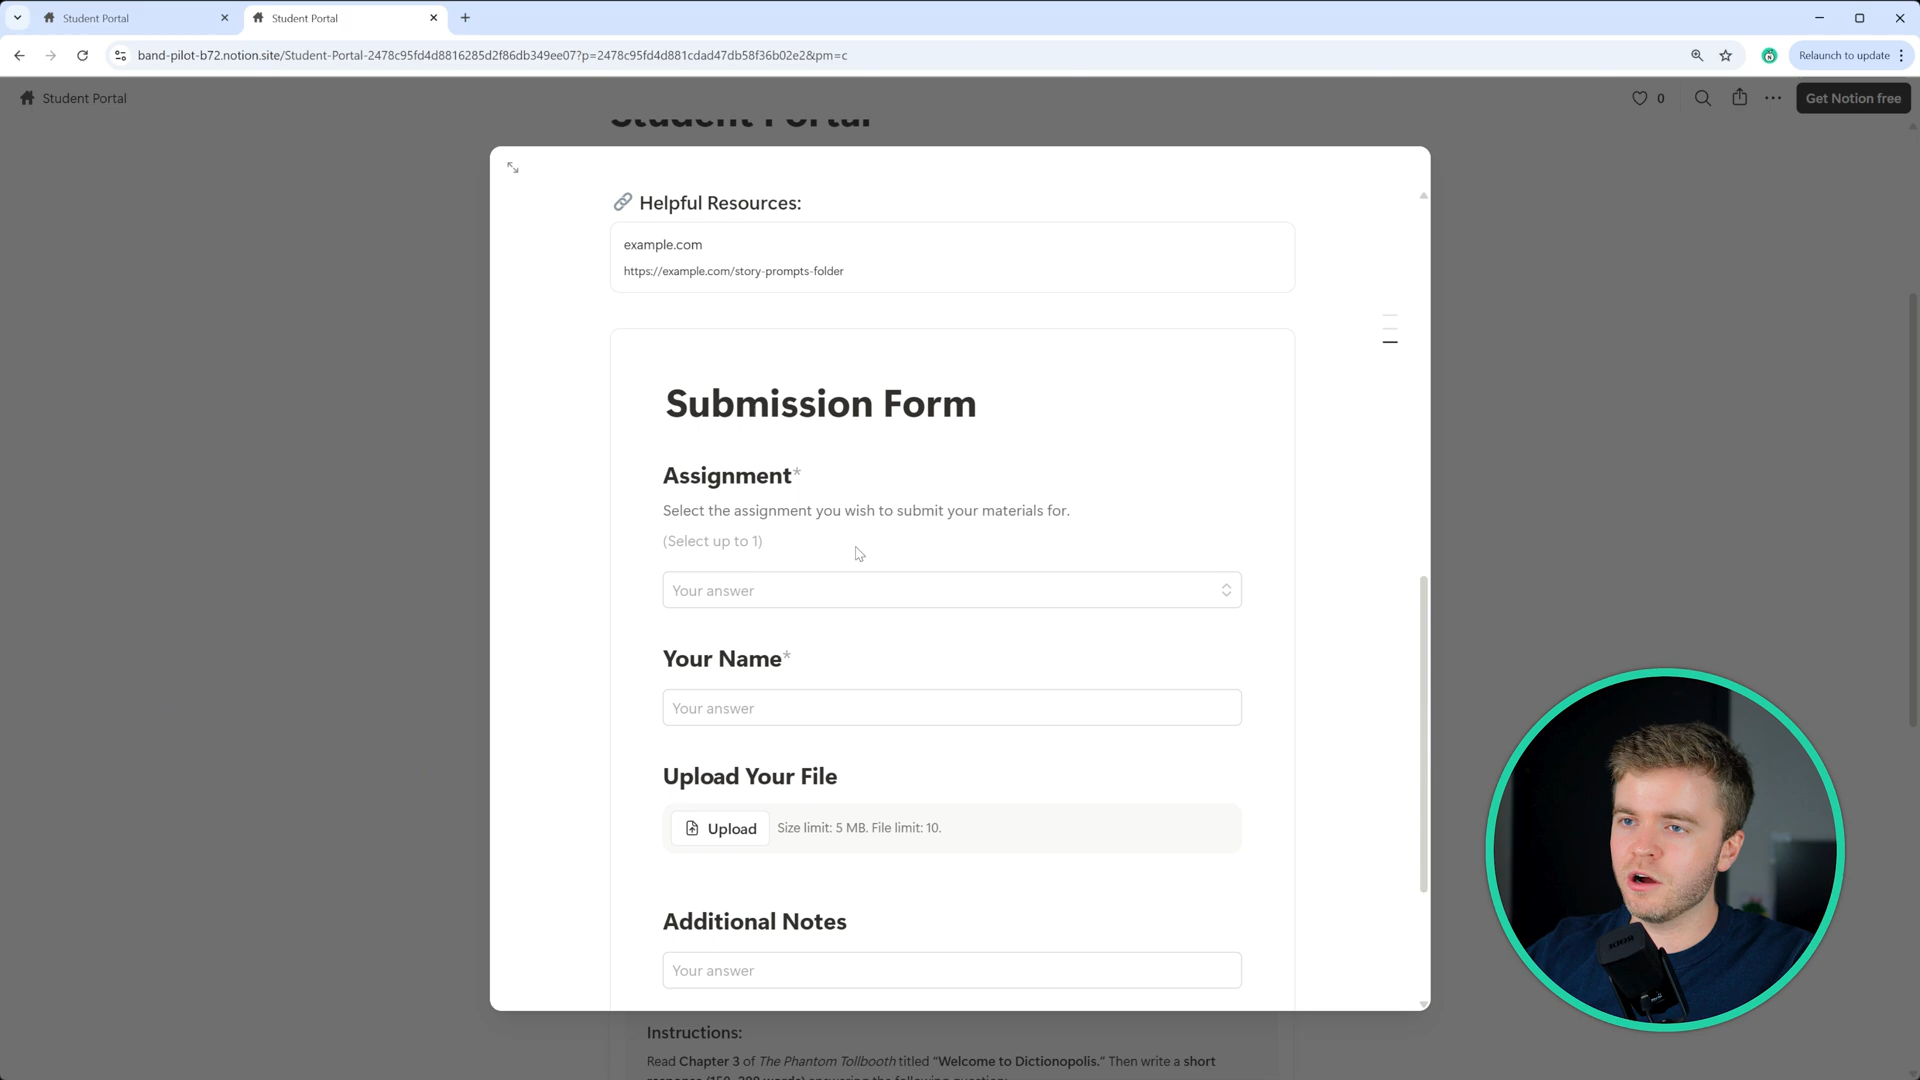 Student Portal
Student Portal
band-pilot-b72.notion.site/Student-Portal-2478c95fd4d8816285d2f86db349ee07?p=2478c95fd4d881cdad47db58f36b02e2&pm=c
Relaunch to update
Student Portal
0
Get Notion free
Student Portal
Helpful Resources:
example.com
https://example.com/story-prompts-folder
Submission Form
Assignment*
Select the assignment you wish to submit your materials for.
(Select up to 1)
Your answer
Your Name*
Your answer
Upload Your File
Upload
Size limit: 5 MB. File limit: 10.
Additional Notes
Your answer
Instructions:
Read Chapter 3 of The Phantom Tollbooth titled “Welcome to Dictionopolis.” Then write a short